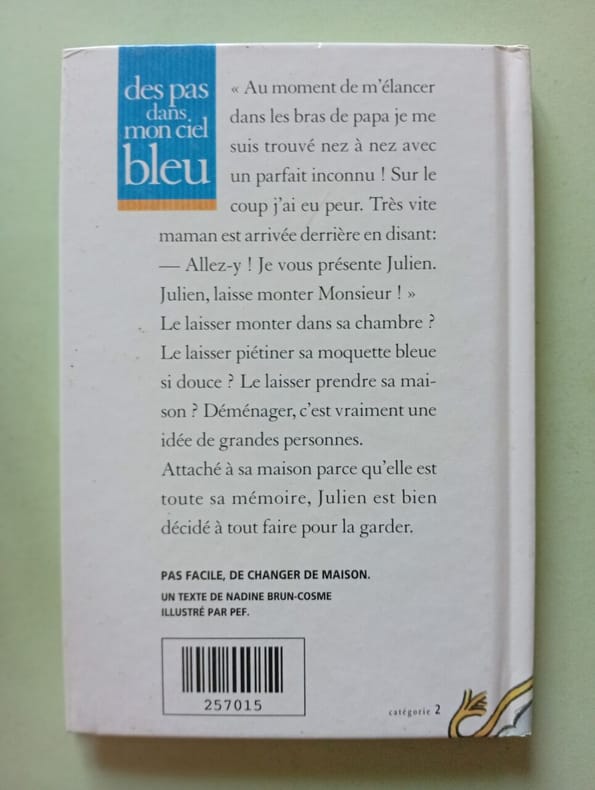 des pas
dans
mon ciel
bleu
« Au moment de m'élancer
dans les bras de papa je me
suis trouvé nez à nez avec
un parfait inconnu ! Sur le
coup j'ai eu peur. Très vite
maman est arrivée derrière en disant:
— Allez-y ! Je vous présente Julien.
Julien, laisse monter Monsieur ! »
Le laisser monter dans sa chambre ?
Le laisser piétiner sa moquette bleue
si douce ? Le laisser prendre sa mai-
son ? Déménager, c'est vraiment une
idée de grandes personnes.
Attaché à sa maison parce qu'elle est
toute sa mémoire, Julien est bien
décidé à tout faire pour la garder.
PAS FACILE, DE CHANGER DE MAISON.
UN TEXTE DE NADINE BRUN-COSME
ILLUSTRÉ PAR PEF.
257015
catégorie 2